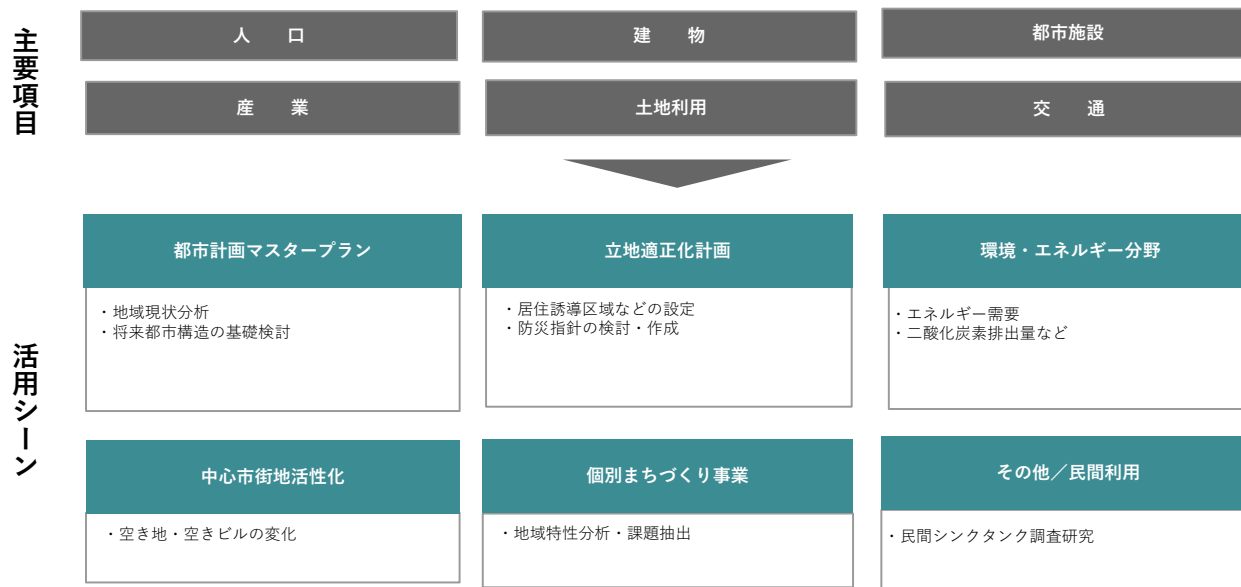 主要項目
人　口
建　物
都市施設
産　業
土地利用
交　通
活用シーン
都市計画マスタープラン
・地域現状分析
・将来都市構造の基礎検討
立地適正化計画
・居住誘導区域などの設定
・防災指針の検討・作成
環境・エネルギー分野
・エネルギー需要
・二酸化炭素排出量など
中心市街地活性化
・空き地・空きビルの変化
個別まちづくり事業
・地域特性分析・課題抽出
その他／民間利用
・民間シンクタンク調査研究